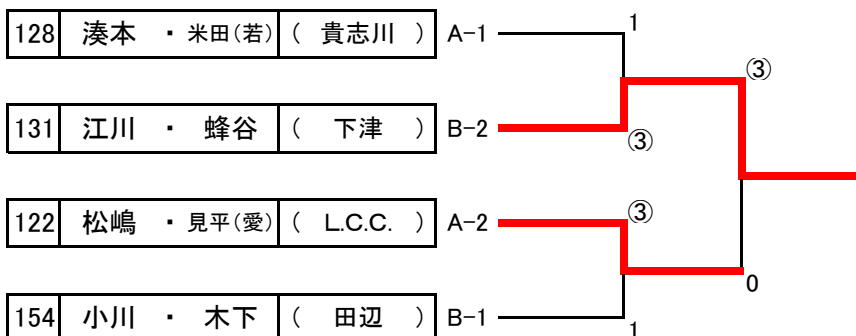 1
128 湊本 ・ 米田(若) ( 貴志川 ) A-1
③
131 江川 ・ 蜂谷 ( 下津 ) B-2
③
③
122 松嶋 ・ 見平(愛) ( L.C.C. ) A-2
0
154 小川 ・ 木下 ( 田辺 ) B-1
1